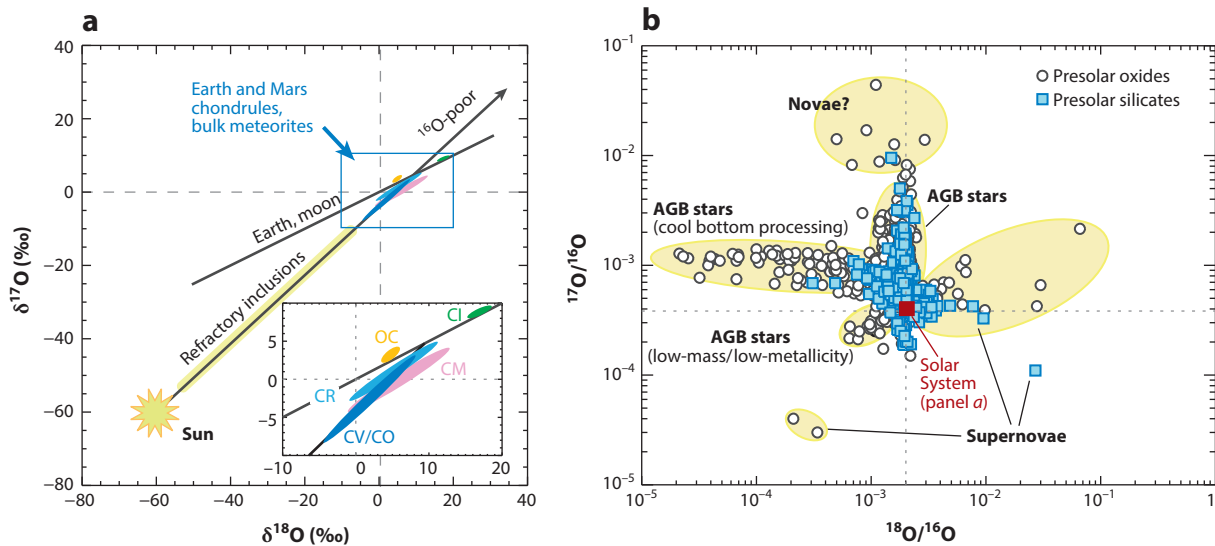 a
40
20
0
−20
−40
−60
−80
−80
−60
−40
−20
0
20
40
δ17O (‰)
δ18O (‰)
Earth and Mars
chondrules,
bulk meteorites
16O-poor
Earth, moon
Refractory inclusions
Sun
OC
CI
CR
CM
CV/CO
5
0
−5
−10
0
10
20
b
10−1
10−2
10−3
10−4
10−5
10−5
10−4
10−3
10−2
10−1
1
17O/16O
18O/16O
Presolar oxides
Presolar silicates
Novae?
AGB stars
(cool bottom processing)
AGB stars
AGB stars
(low-mass/low-metallicity)
Solar
System
(panel a)
Supernovae